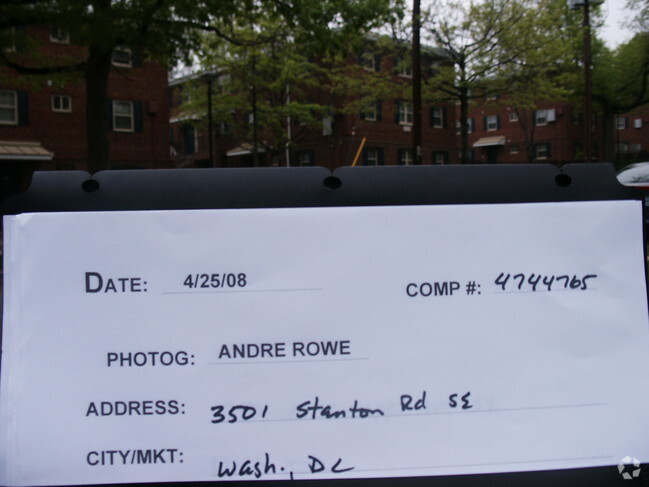 DATE: 4/25/08 COMP #: 4744765
PHOTOG: ANDRE ROWE
ADDRESS: 3501 Stanton Rd SE
CITY/MKT: Wash., DC